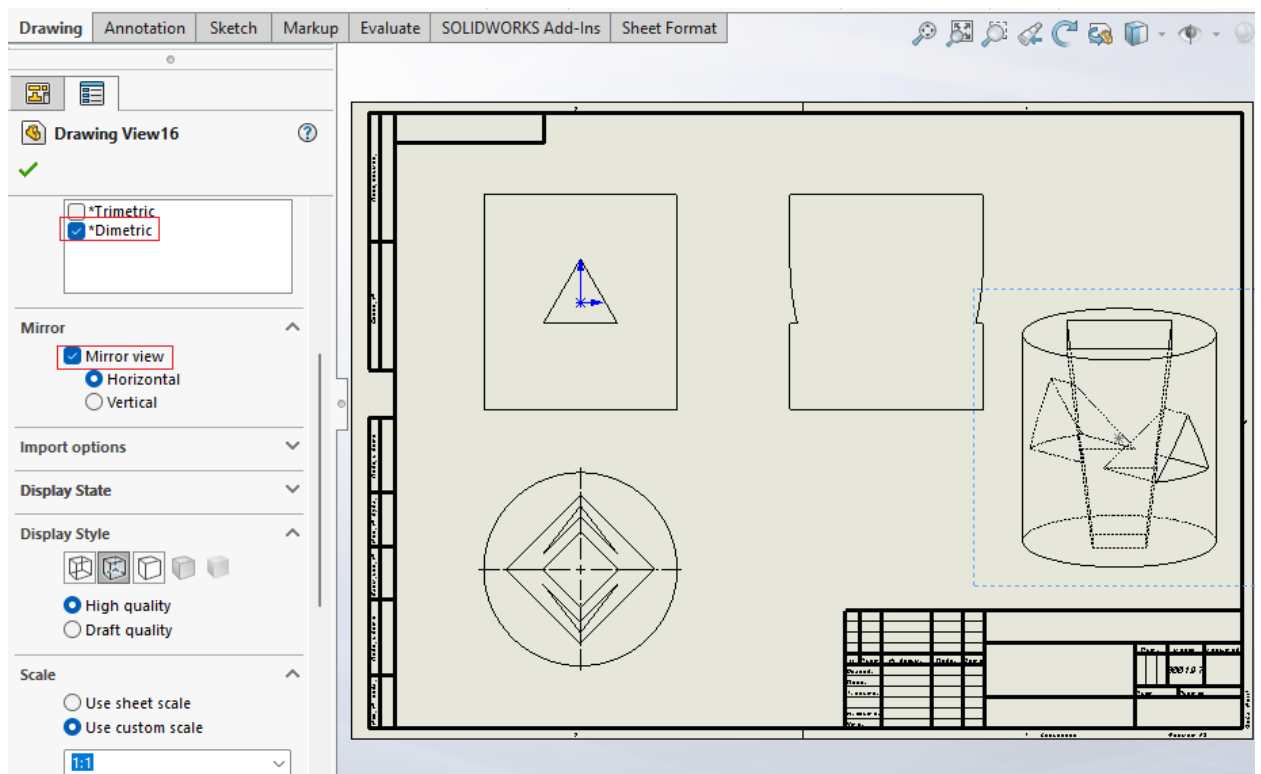 Drawing Annotation Sketch Markup Evaluate SOLIDWORKS Add-Ins Sheet Format
Drawing View16
*Trimetric
*Dimetric
Mirror
Mirror view
Horizontal
Vertical
Import options
Display State
Display Style
High quality
Draft quality
Scale
Use sheet scale
Use custom scale
1:1